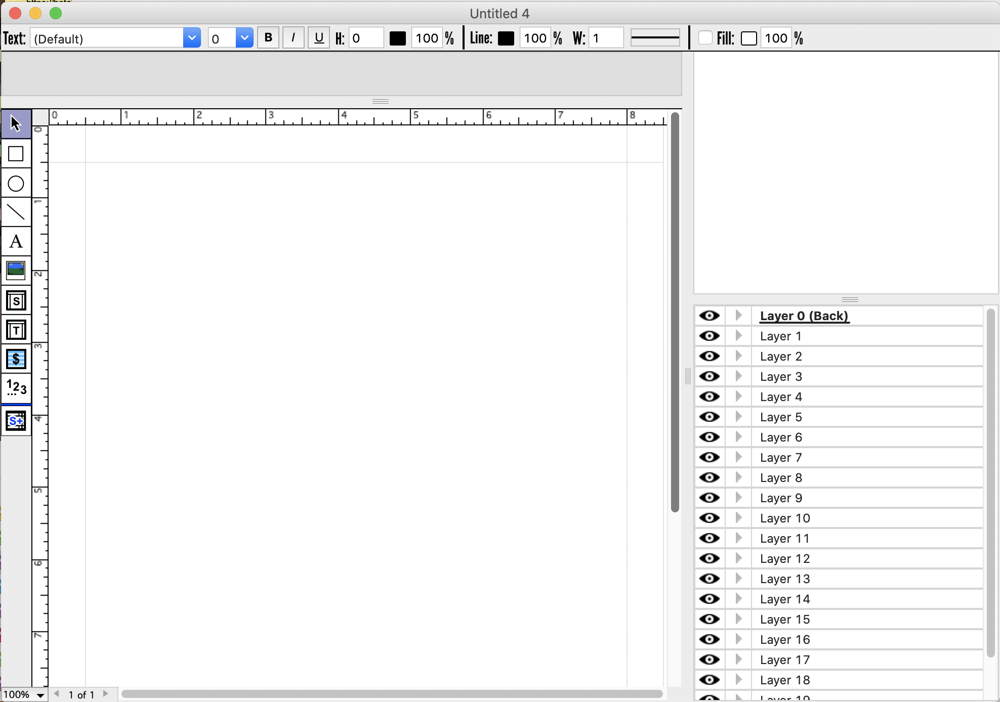 Untitled 4
Text: (Default) 0 B I U H: 0 100 % Line: 100 % W: 1 Fill: 100 %
0 1 2 3 4 5 6 7 8
0
1
2
3
4
5
6
7
A
S
T
$
123
S+
Layer 0 (Back)
Layer 1
Layer 2
Layer 3
Layer 4
Layer 5
Layer 6
Layer 7
Layer 8
Layer 9
Layer 10
Layer 11
Layer 12
Layer 13
Layer 14
Layer 15
Layer 16
Layer 17
Layer 18
Layer 19
100% 1 of 1